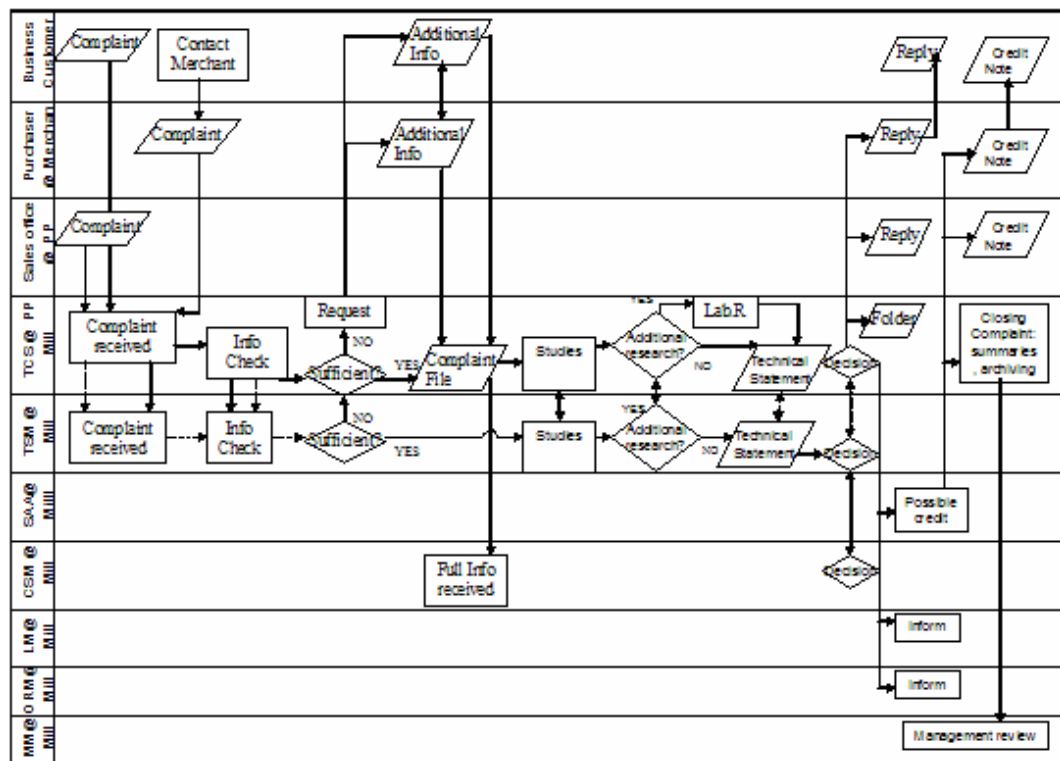 Business
Customer
Complaint
Contact
Merchant
Additional
Info
Reply
Credit
Note
Purchaser
@ Merchan
Complaint
Additional
Info
Reply
Credit
Note
Sales office
@ PP
Complaint
Reply
Credit
Note
TCS@ PP
Mill
Complaint
received
Info
Check
Request
NO
Sufficient?
YES
Complaint
File
Studies
YES
Additional
research?
NO
Lab.R
Technical
Statement
Decision
Folder
Closing
Complaint:
summaries
, archiving
TSM@
Mill
Complaint
received
Info
Check
NO
Sufficient?
YES
Studies
YES
Additional
research?
NO
Technical
Statement
Decision
SAA@
Mill
Possible
credit
CSM@
Mill
Full Info
received
Decision
LM@
Mill
Inform
ORM@
Mill
Inform
MM@
Mill
Management review